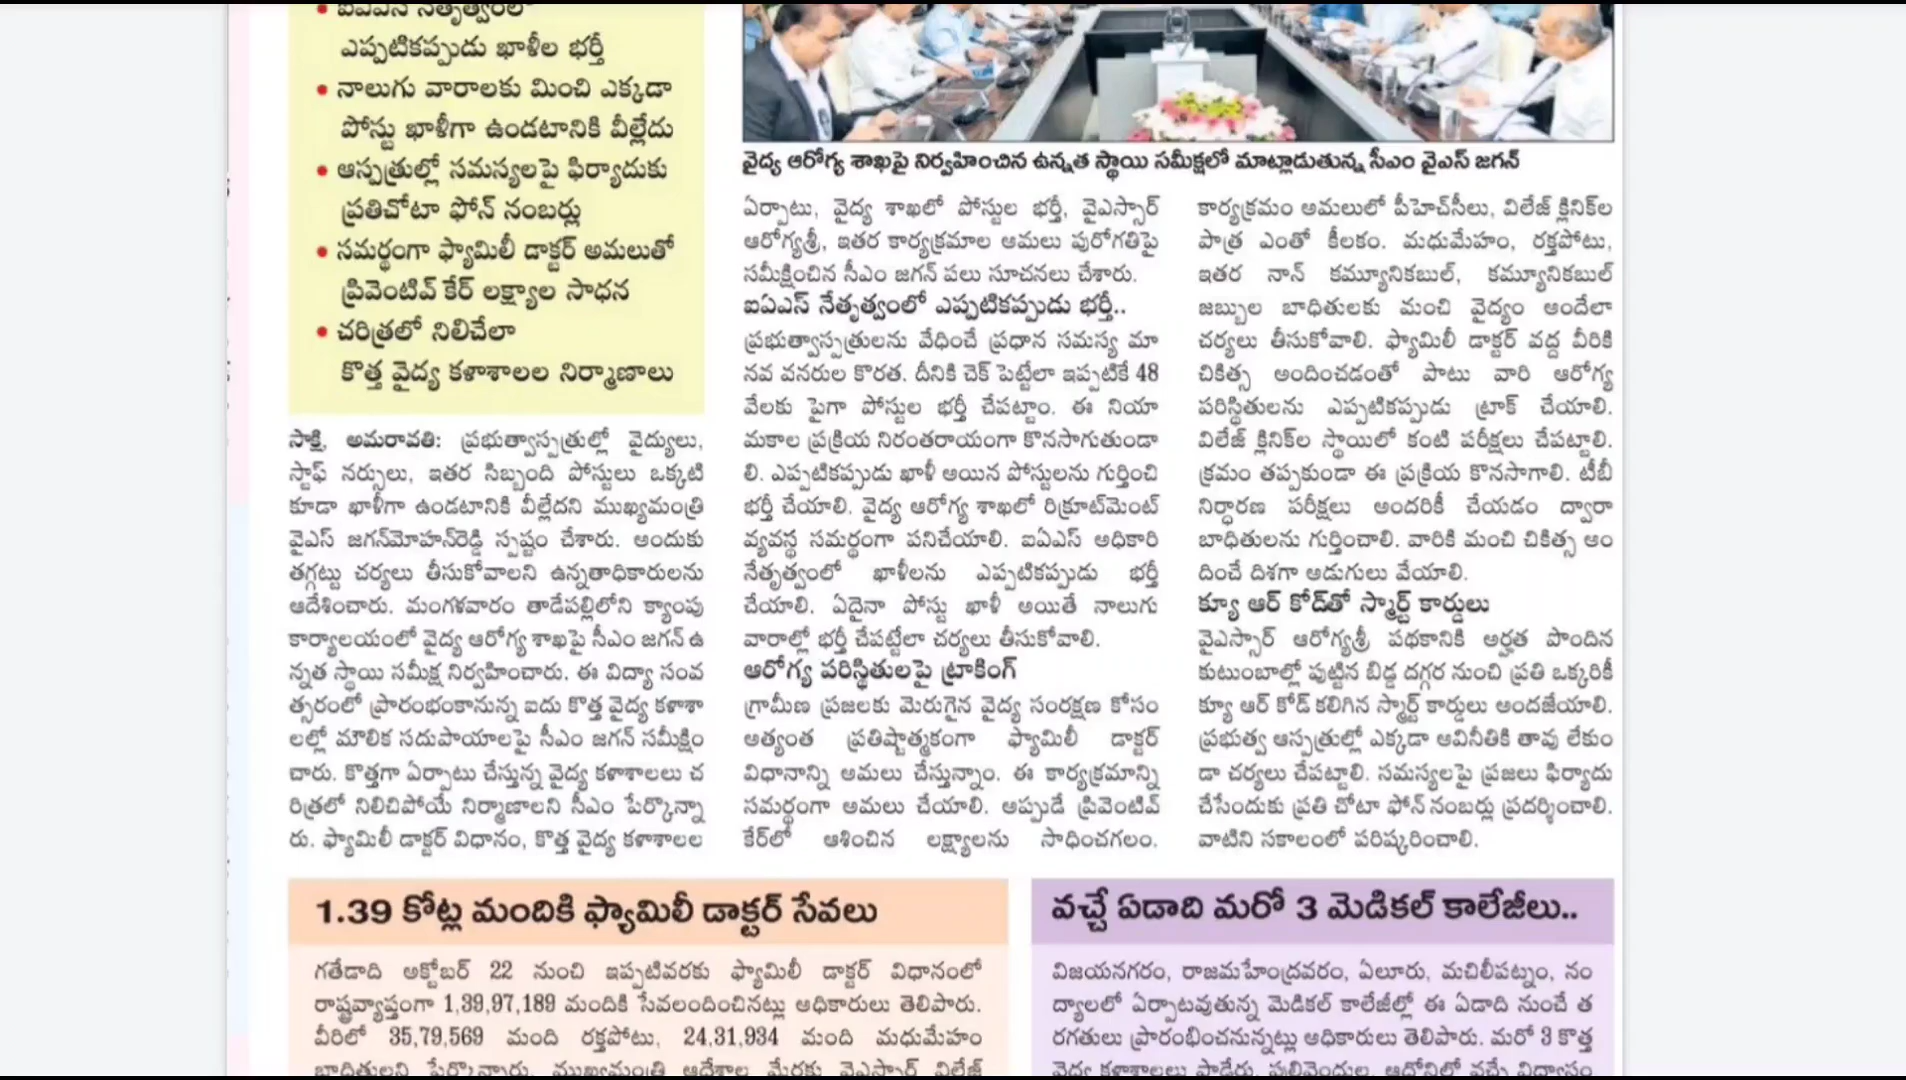 ఐఏఎస్ నేతృత్వంలో
ఎప్పటికప్పుడు ఖాళీల భర్తీ
• నాలుగు వారాలకు మించి ఎక్కడా
పోస్టు ఖాళీగా ఉండటానికి వీల్లేదు
• ఆస్పత్రుల్లో సమస్యలపై ఫిర్యాదుకు
ప్రతిచోటా ఫోన్ నంబర్లు
• సమర్థంగా ఫ్యామిలీ డాక్టర్ అమలుతో
ప్రివెంటివ్ కేర్ లక్ష్యాల సాధన
• చరిత్రలో నిలిచేలా
కొత్త వైద్య కళాశాలల నిర్మాణాలు
సాక్షి, అమరావతి: ప్రభుత్వాస్పత్రుల్లో వైద్యులు,
స్టాఫ్ నర్సులు, ఇతర సిబ్బంది పోస్టులు ఒక్కటి
కూడా ఖాళీగా ఉండటానికి వీల్లేదని ముఖ్యమంత్రి
వైఎస్ జగన్‌మోహన్‌రెడ్డి స్పష్టం చేశారు. అందుకు
తగ్గట్టు చర్యలు తీసుకోవాలని ఉన్నతాధికారులను
ఆదేశించారు. మంగళవారం తాడేపల్లిలోని క్యాంపు
కార్యాలయంలో వైద్య ఆరోగ్య శాఖపై సీఎం జగన్ ఉ
న్నత స్థాయి సమీక్ష నిర్వహించారు. ఈ విద్యా సంవ
త్సరంలో ప్రారంభంకానున్న ఐదు కొత్త వైద్య కళాశా
లల్లో మౌలిక సదుపాయాలపై సీఎం జగన్ సమీక్షిం
చారు. కొత్తగా ఏర్పాటు చేస్తున్న వైద్య కళాశాలలు చ
రిత్రలో నిలిచిపోయే నిర్మాణాలని సీఎం పేర్కొన్నా
రు. ఫ్యామిలీ డాక్టర్ విధానం, కొత్త వైద్య కళాశాలల
వైద్య ఆరోగ్య శాఖపై నిర్వహించిన ఉన్నత స్థాయి సమీక్షలో మాట్లాడుతున్న సీఎం వైఎస్ జగన్
ఏర్పాటు, వైద్య శాఖలో పోస్టుల భర్తీ, వైఎస్సార్
ఆరోగ్యశ్రీ, ఇతర కార్యక్రమాల అమలు పురోగతిపై
సమీక్షించిన సీఎం జగన్ పలు సూచనలు చేశారు.
ఐఏఎస్ నేతృత్వంలో ఎప్పటికప్పుడు భర్తీ..
ప్రభుత్వాస్పత్రులను వేధించే ప్రధాన సమస్య మా
నవ వనరుల కొరత. దీనికి చెక్ పెట్టేలా ఇప్పటికే 48
వేలకు పైగా పోస్టుల భర్తీ చేపట్టాం. ఈ నియా
మకాల ప్రక్రియ నిరంతరాయంగా కొనసాగుతుండా
లి. ఎప్పటికప్పుడు ఖాళీ అయిన పోస్టులను గుర్తించి
భర్తీ చేయాలి. వైద్య ఆరోగ్య శాఖలో రిక్రూట్‌మెంట్
వ్యవస్థ సమర్థంగా పనిచేయాలి. ఐఏఎస్ అధికారి
నేతృత్వంలో ఖాళీలను ఎప్పటికప్పుడు భర్తీ
చేయాలి. ఏదైనా పోస్టు ఖాళీ అయితే నాలుగు
వారాల్లో భర్తీ చేపట్టేలా చర్యలు తీసుకోవాలి.
ఆరోగ్య పరిస్థితులపై ట్రాకింగ్
గ్రామీణ ప్రజలకు మెరుగైన వైద్య సంరక్షణ కోసం
అత్యంత ప్రతిష్టాత్మకంగా ఫ్యామిలీ డాక్టర్
విధానాన్ని అమలు చేస్తున్నాం. ఈ కార్యక్రమాన్ని
సమర్థంగా అమలు చేయాలి. అప్పుడే ప్రివెంటివ్
కేర్‌లో ఆశించిన లక్ష్యాలను సాధించగలం.
కార్యక్రమం అమలులో పీహెచ్‌సీలు, విలేజ్ క్లినిక్‌ల
పాత్ర ఎంతో కీలకం. మధుమేహం, రక్తపోటు,
ఇతర నాన్ కమ్యూనికబుల్, కమ్యూనికబుల్
జబ్బుల బాధితులకు మంచి వైద్యం అందేలా
చర్యలు తీసుకోవాలి. ఫ్యామిలీ డాక్టర్ వద్ద వీరికి
చికిత్స అందించడంతో పాటు వారి ఆరోగ్య
పరిస్థితులను ఎప్పటికప్పుడు ట్రాక్ చేయాలి.
విలేజ్ క్లినిక్‌ల స్థాయిలో కంటి పరీక్షలు చేపట్టాలి.
క్రమం తప్పకుండా ఈ ప్రక్రియ కొనసాగాలి. టీబీ
నిర్ధారణ పరీక్షలు అందరికీ చేయడం ద్వారా
బాధితులను గుర్తించాలి. వారికి మంచి చికిత్స అం
దించే దిశగా అడుగులు వేయాలి.
క్యూ ఆర్ కోడ్‌తో స్మార్ట్ కార్డులు
వైఎస్సార్ ఆరోగ్యశ్రీ పథకానికి అర్హత పొందిన
కుటుంబాల్లో పుట్టిన బిడ్డ దగ్గర నుంచి ప్రతి ఒక్కరికీ
క్యూ ఆర్ కోడ్ కలిగిన స్మార్ట్ కార్డులు అందజేయాలి.
ప్రభుత్వ ఆస్పత్రుల్లో ఎక్కడా అవినీతికి తావు లేకుం
డా చర్యలు చేపట్టాలి. సమస్యలపై ప్రజలు ఫిర్యాదు
చేసేందుకు ప్రతి చోటా ఫోన్ నంబర్లు ప్రదర్శించాలి.
వాటిని సకాలంలో పరిష్కరించాలి.
1.39 కోట్ల మందికి ఫ్యామిలీ డాక్టర్ సేవలు
గతేడాది అక్టోబర్ 22 నుంచి ఇప్పటివరకు ఫ్యామిలీ డాక్టర్ విధానంలో
రాష్ట్రవ్యాప్తంగా 1,39,97,189 మందికి సేవలందించినట్లు అధికారులు తెలిపారు.
వీరిలో 35,79,569 మంది రక్తపోటు, 24,31,934 మంది మధుమేహం
బాధితులని పేర్కొన్నారు. ముఖ్యమంత్రి ఆదేశాల మేరకు వైఎస్సార్ విలేజ్
వచ్చే ఏడాది మరో 3 మెడికల్ కాలేజీలు..
విజయనగరం, రాజమహేంద్రవరం, ఏలూరు, మచిలీపట్నం, నం
ద్యాలలో ఏర్పాటవుతున్న మెడికల్ కాలేజీల్లో ఈ ఏడాది నుంచే త
రగతులు ప్రారంభించనున్నట్లు అధికారులు తెలిపారు. మరో 3 కొత్త
వైద్య కళాశాలలు పాడేరు, పులివెందుల, ఆదోనిలో వచ్చే విద్యాసం